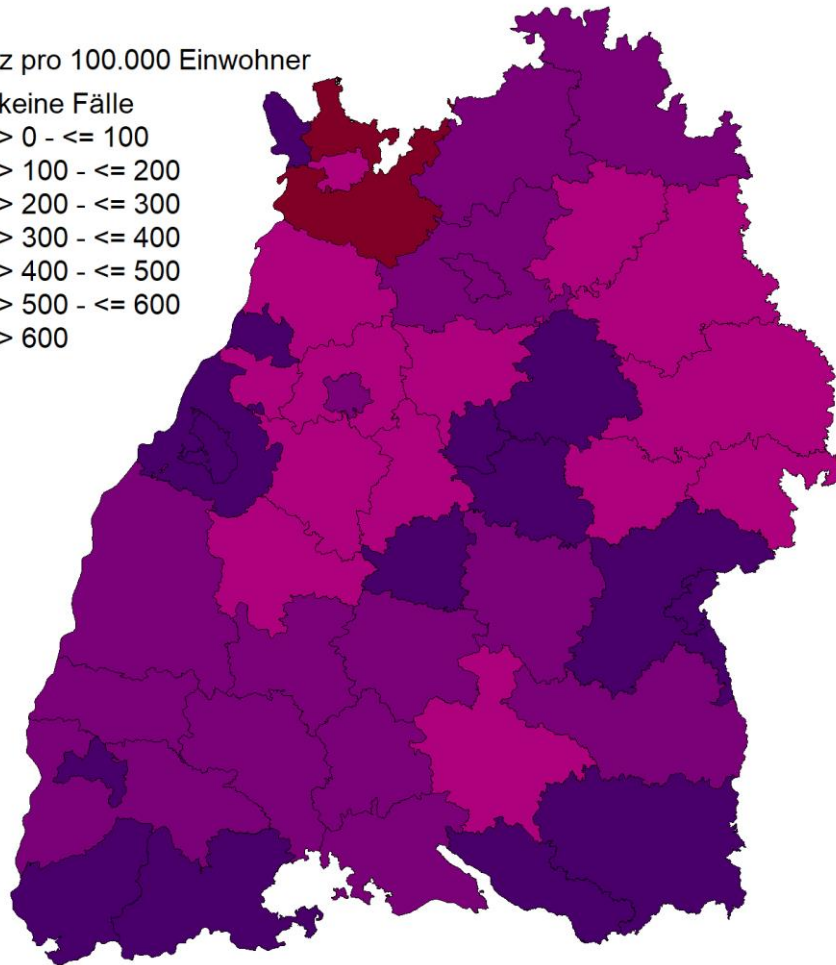 z pro 100.000 Einwohner
keine Fälle
> 0 - <= 100
> 100 - <= 200
> 200 - <= 300
> 300 - <= 400
> 400 - <= 500
> 500 - <= 600
> 600